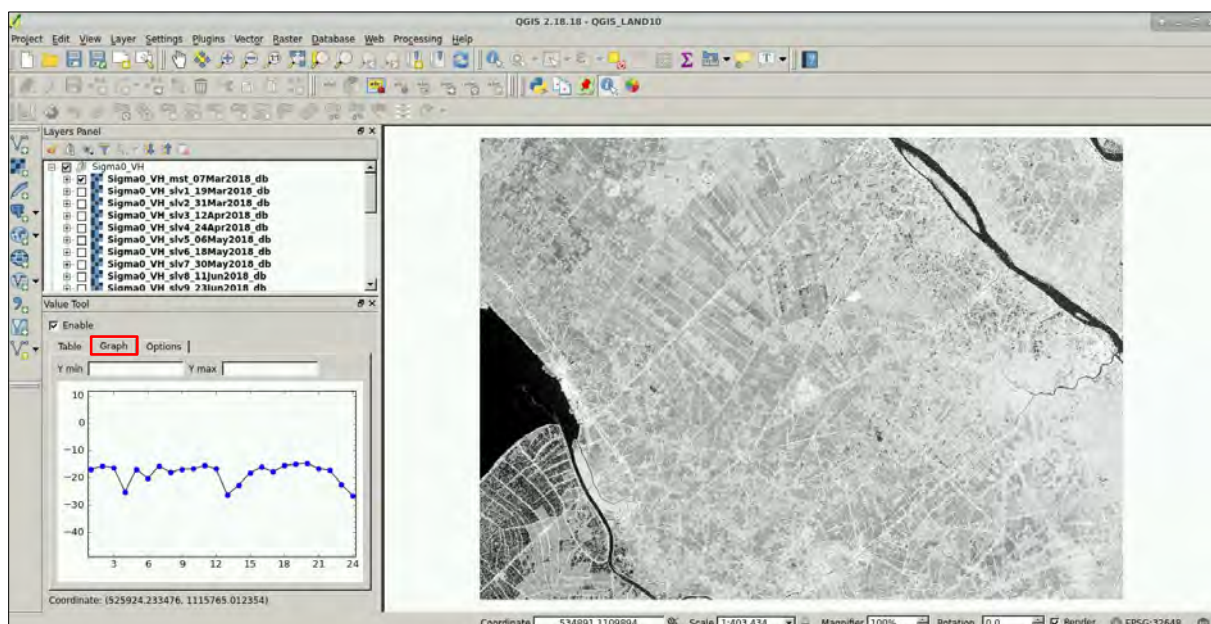 QGIS 2.18.18 - QGIS_LAND10
Project Edit View Layer Settings Plugins Vector Raster Database Web Processing Help
Layers Panel
Sigma0_VH
Sigma0_VH_mst_07Mar2018_db
Sigma0_VH_slv1_19Mar2018_db
Sigma0_VH_slv2_31Mar2018_db
Sigma0_VH_slv3_12Apr2018_db
Sigma0_VH_slv4_24Apr2018_db
Sigma0_VH_slv5_06May2018_db
Sigma0_VH_slv6_18May2018_db
Sigma0_VH_slv7_30May2018_db
Sigma0_VH_slv8_11Jun2018_db
Sigma0_VH_slv9_23Jun2018_db
Value Tool
Enable
Table Graph Options
Y min Y max
10
0
−10
−20
−30
−40
3 6 9 12 15 18 21 24
Coordinate: (525924.233476, 1115765.012354)
Coordinate 534891,1109894 Scale 1:403,434 Magnifier 100% Rotation 0.0 Render EPSG:32648